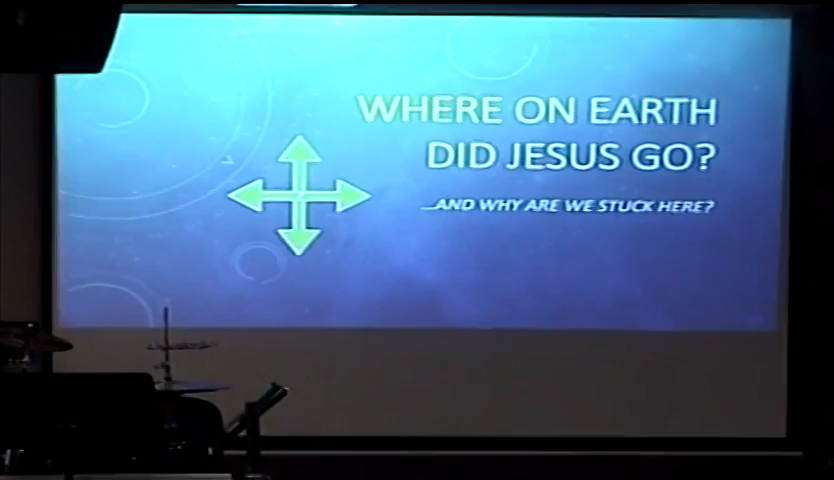 WHERE ON EARTH
DID JESUS GO?
...AND WHY ARE WE STUCK HERE?